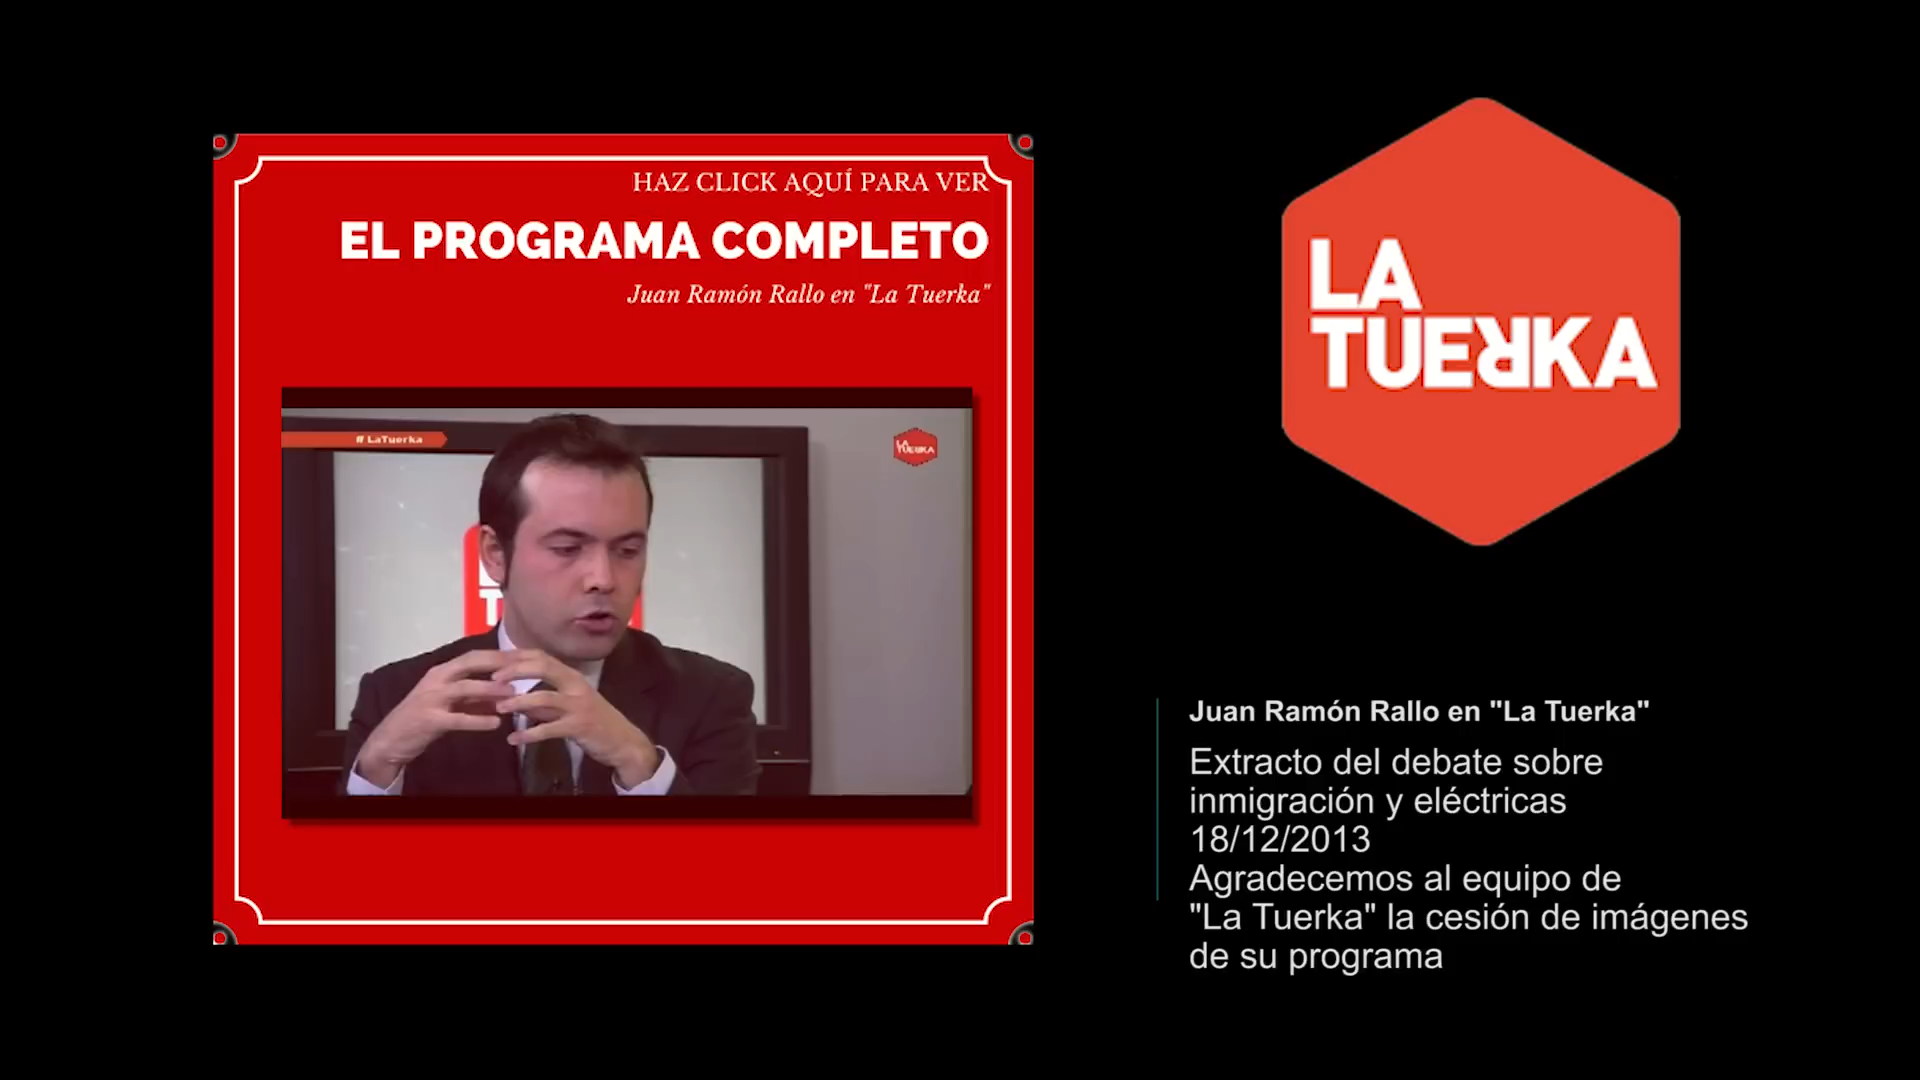 HAZ CLICK AQUÍ PARA VER
EL PROGRAMA COMPLETO
Juan Ramón Rallo en "La Tuerka"
# LaTuerka
LA
TUERKA
LA
TUERKA
Juan Ramón Rallo en "La Tuerka"
Extracto del debate sobre
inmigración y eléctricas
18/12/2013
Agradecemos al equipo de
"La Tuerka" la cesión de imágenes
de su programa